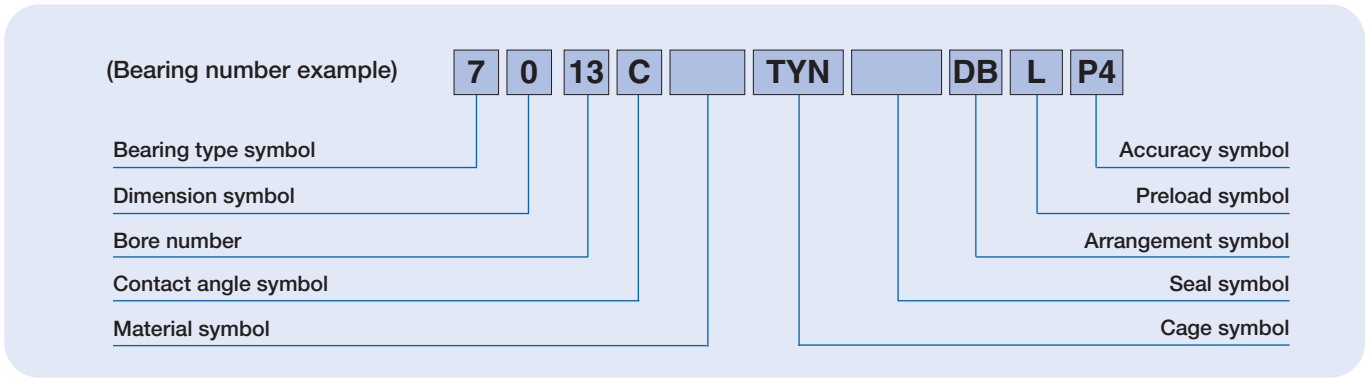 (Bearing number example) 7 0 13 C TYN DB L P4
Bearing type symbol
Accuracy symbol
Dimension symbol
Preload symbol
Bore number
Arrangement symbol
Contact angle symbol
Seal symbol
Material symbol
Cage symbol